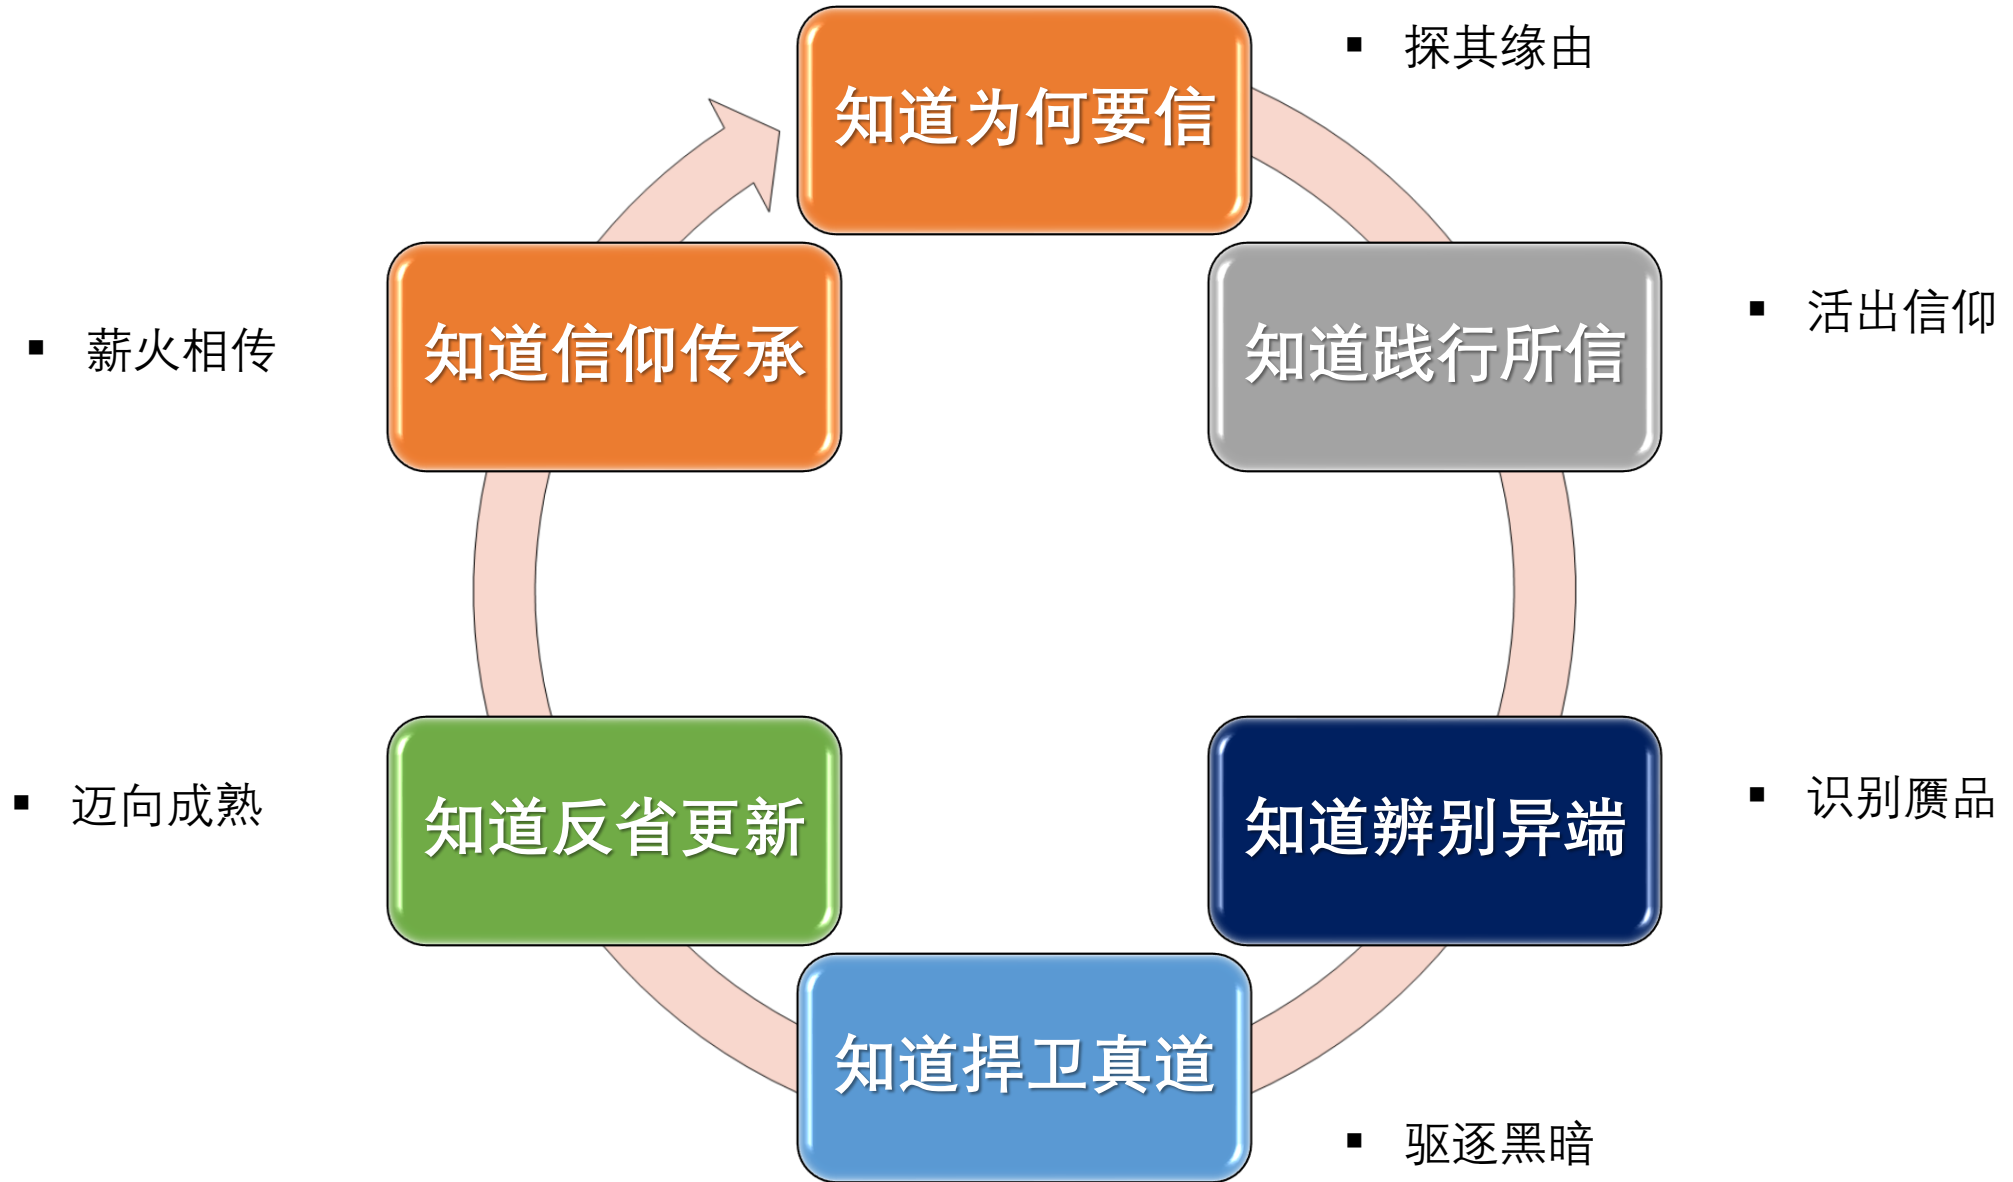 知道为何要信
▪ 探其缘由
知道践行所信
▪ 活出信仰
知道辨别异端
▪ 识别赝品
知道捍卫真道
▪ 驱逐黑暗
知道反省更新
▪ 迈向成熟
知道信仰传承
▪ 薪火相传